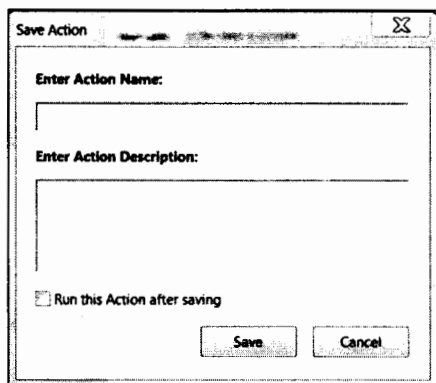 Save Action
Enter Action Name:
Enter Action Description:
Run this Action after saving
Save
Cancel